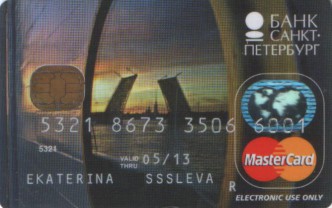 БАНК
САНКТ-
ПЕТЕРБУРГ
5321 8673 3506 6001
5321
VALID THRU 05/13
MasterCard
EKATERINA SSSLEVA R
ELECTRONIC USE ONLY